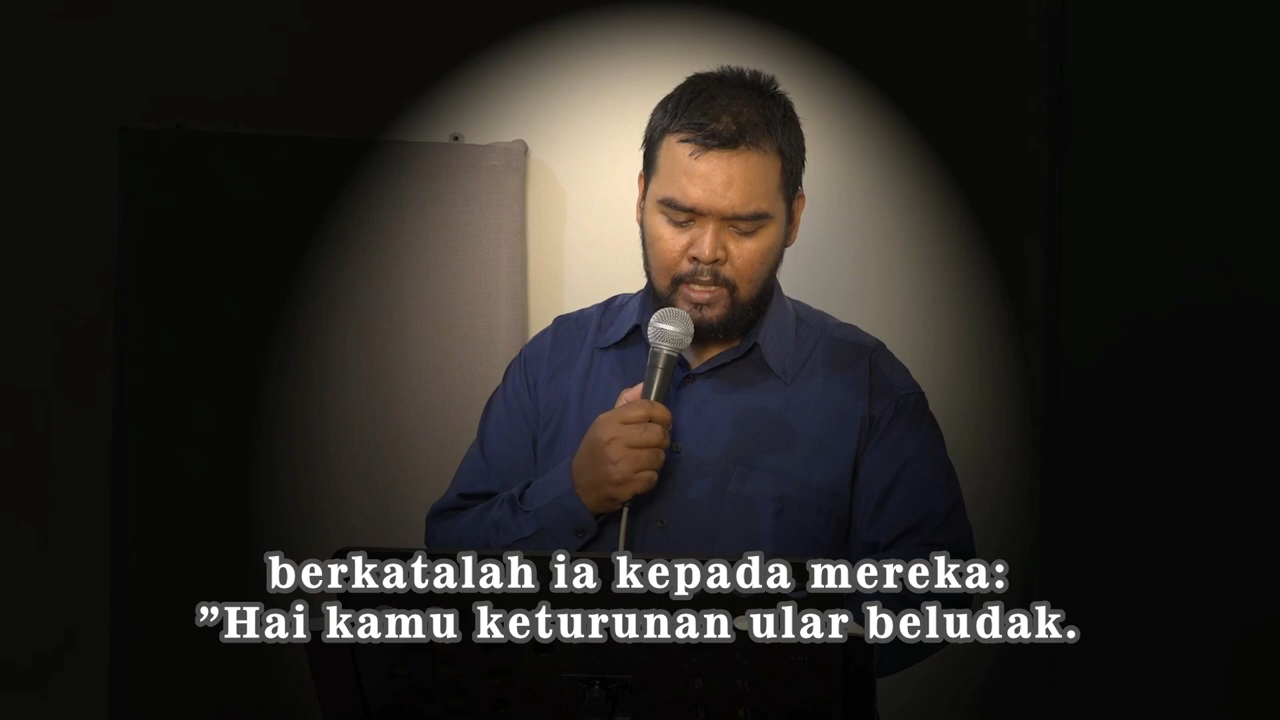 berkatalah ia kepada mereka:
”Hai kamu keturunan ular beludak.